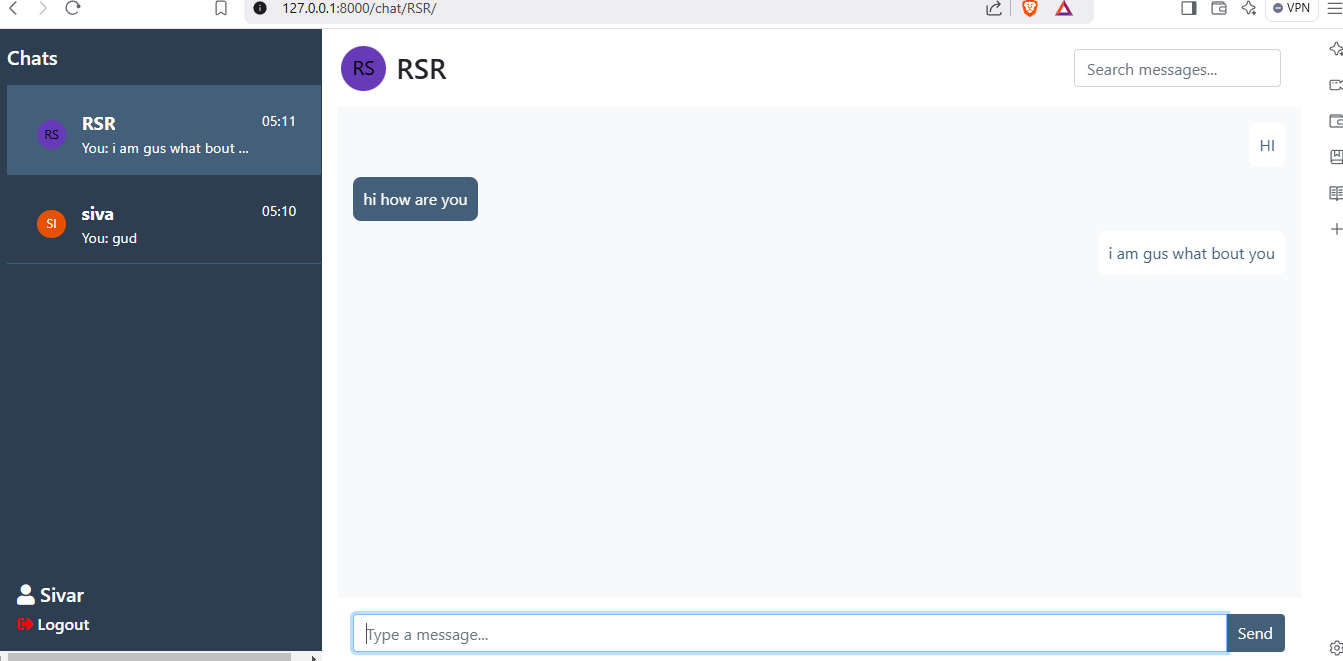 127.0.0.1:8000/chat/RSR/
VPN
Chats
RS RSR 05:11
You: i am gus what bout ...
SI siva 05:10
You: gud
Sivar
Logout
RS RSR
Search messages...
HI
hi how are you
i am gus what bout you
Type a message...
Send